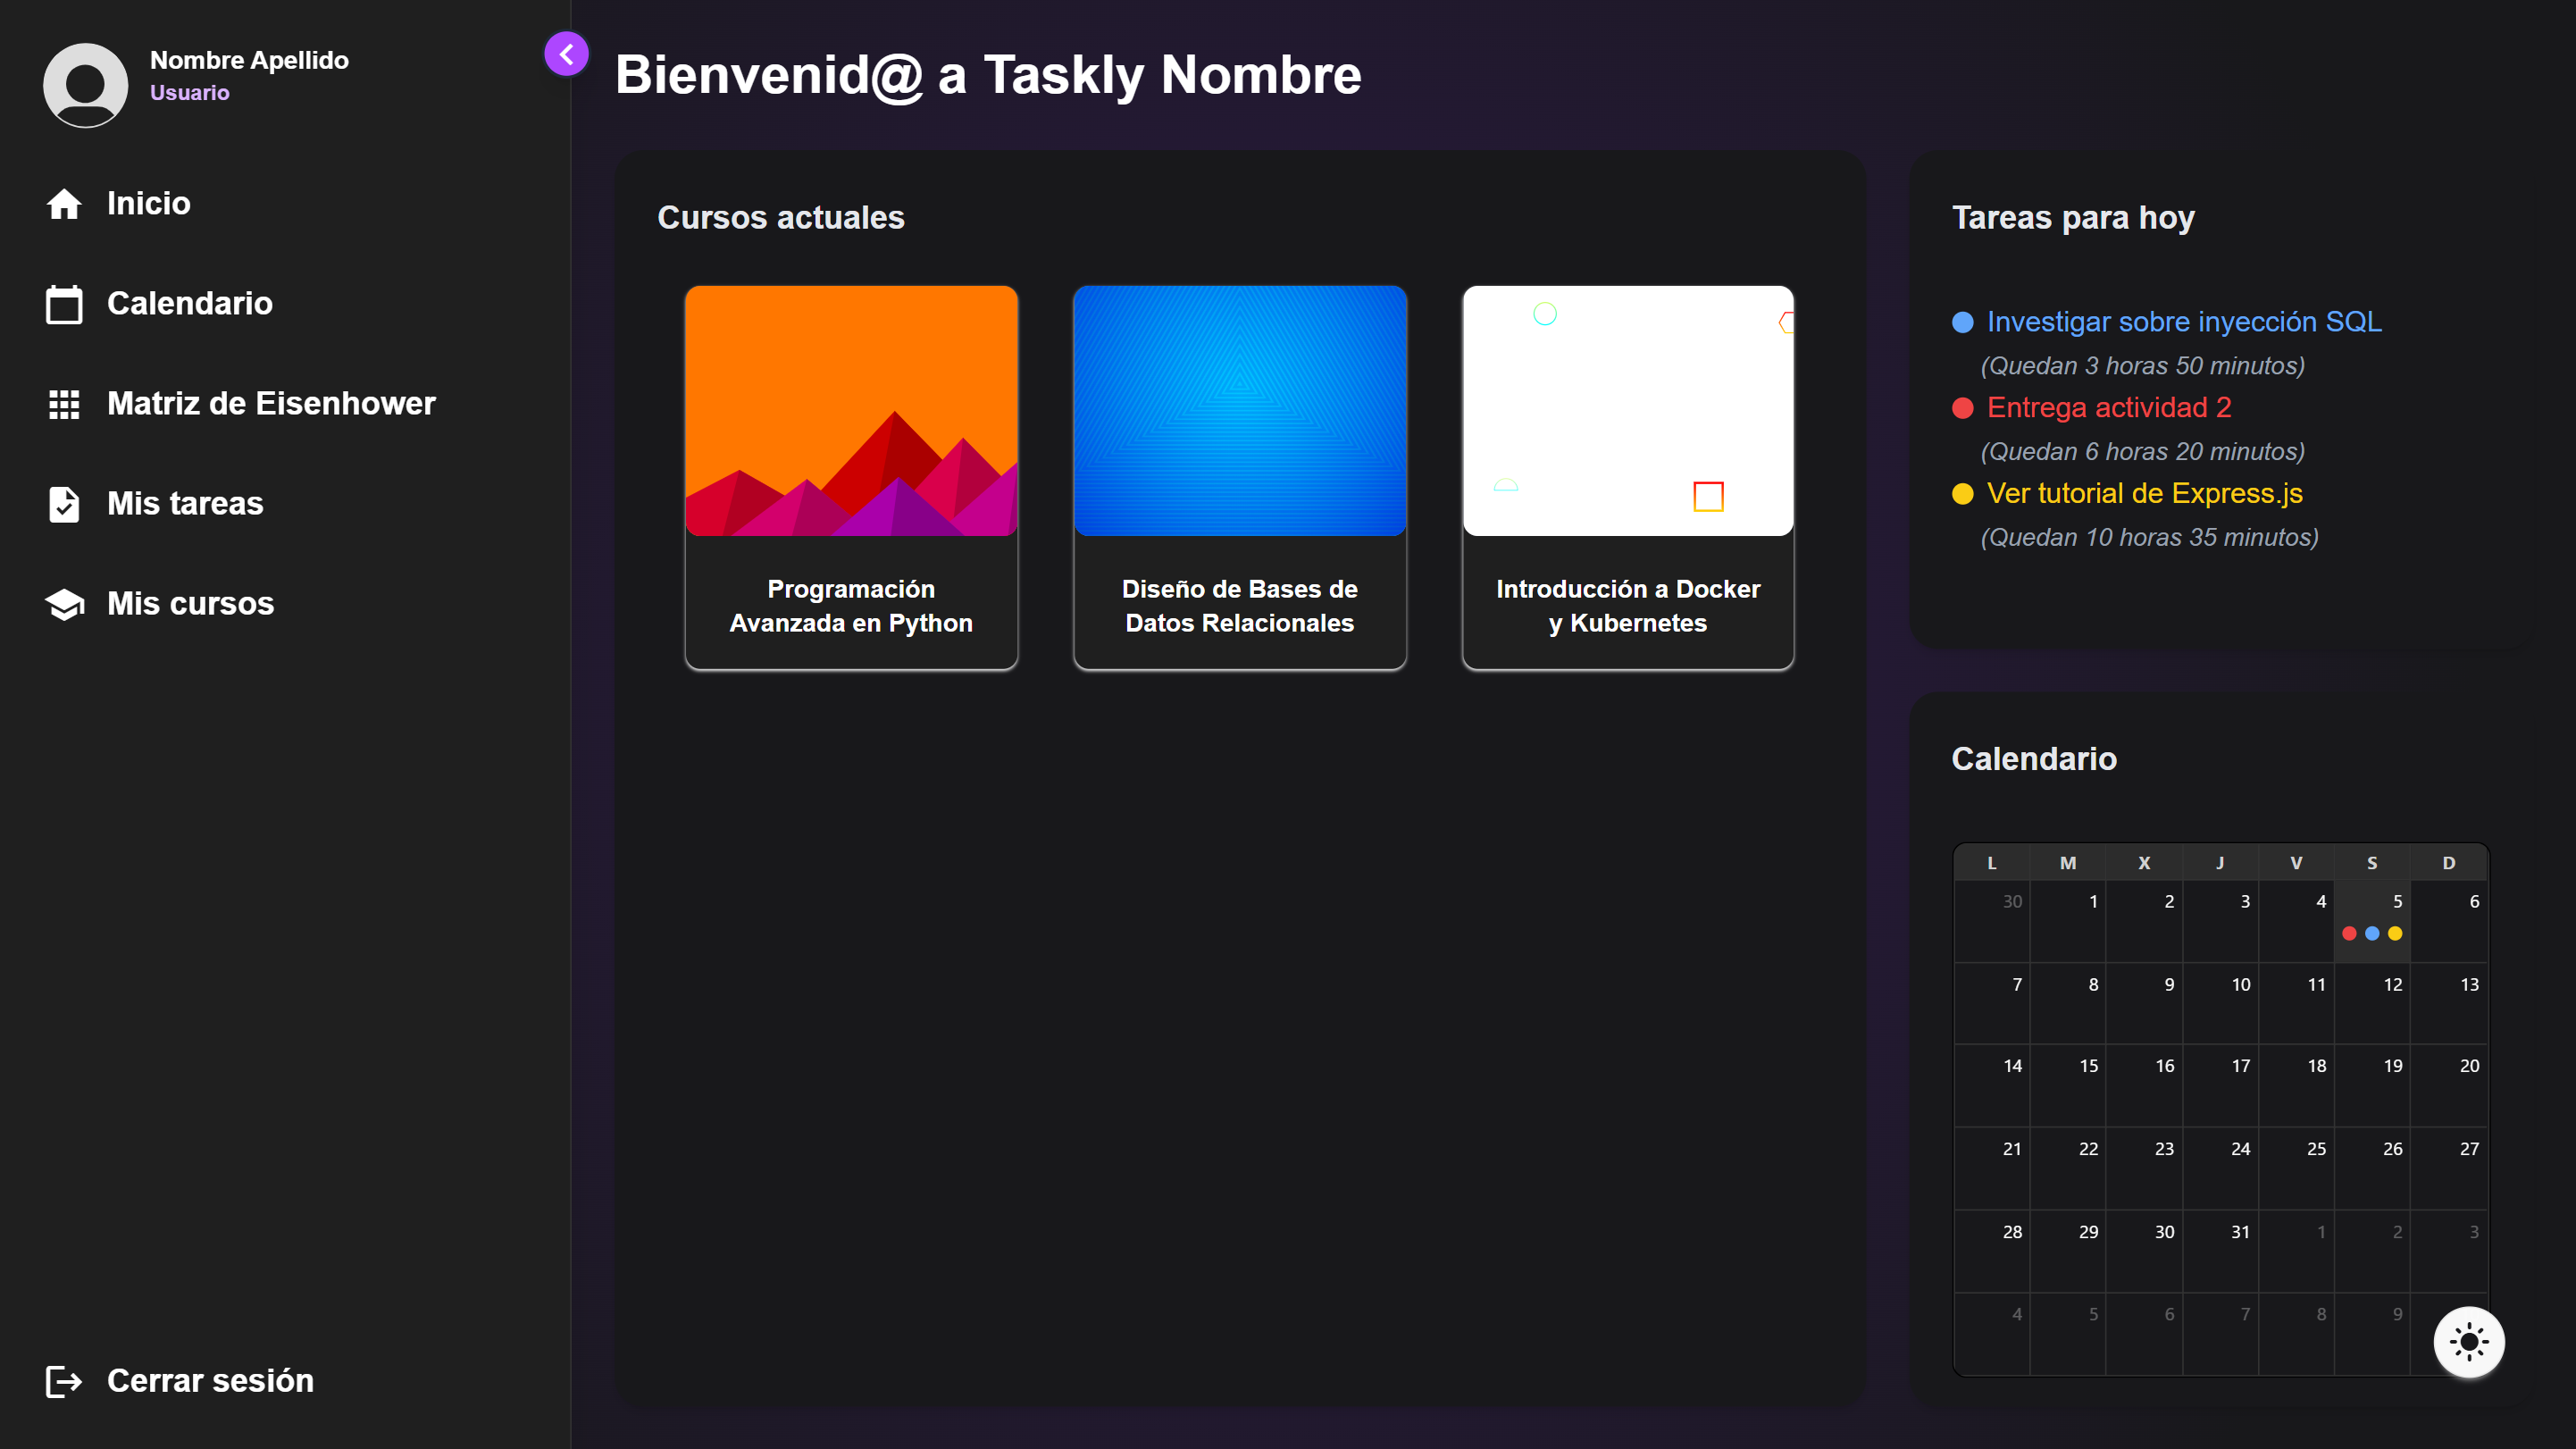 Nombre Apellido
Usuario
Inicio
Calendario
Matriz de Eisenhower
Mis tareas
Mis cursos
Cerrar sesión
Bienvenid@ a Taskly Nombre
Cursos actuales
Programación
Avanzada en Python
Diseño de Bases de
Datos Relacionales
Introducción a Docker
y Kubernetes
Tareas para hoy
Investigar sobre inyección SQL
(Quedan 3 horas 50 minutos)
Entrega actividad 2
(Quedan 6 horas 20 minutos)
Ver tutorial de Express.js
(Quedan 10 horas 35 minutos)
Calendario
L M X J V S D
30 1 2 3 4 5 6
7 8 9 10 11 12 13
14 15 16 17 18 19 20
21 22 23 24 25 26 27
28 29 30 31 1 2 3
4 5 6 7 8 9